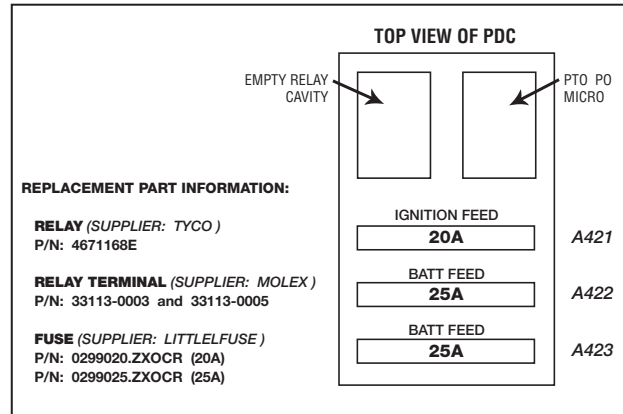 TOP VIEW OF PDC
EMPTY RELAY
CAVITY
PTO PO
MICRO
REPLACEMENT PART INFORMATION:
RELAY (SUPPLIER: TYCO )
P/N: 4671168E
RELAY TERMINAL (SUPPLIER: MOLEX )
P/N: 33113-0003 and 33113-0005
FUSE (SUPPLIER: LITTLELFUSE )
P/N: 0299020.ZXOCR (20A)
P/N: 0299025.ZXOCR (25A)
IGNITION FEED
20A
A421
BATT FEED
25A
A422
BATT FEED
25A
A423